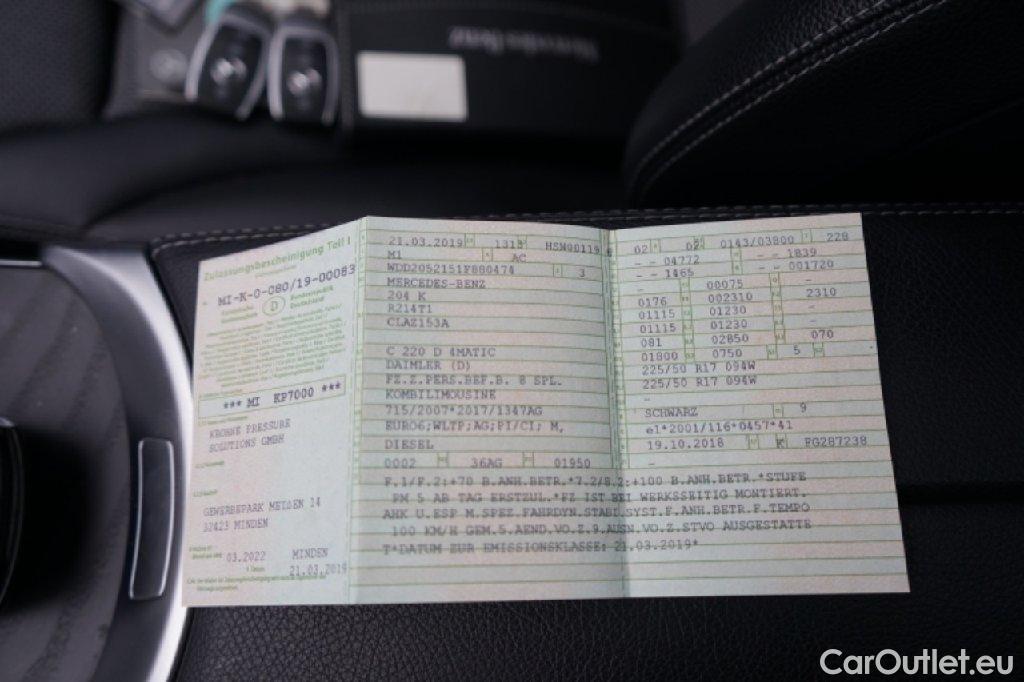 Mercedes-Benz
Zulassungsbescheinigung Teil I
MI-K-0-080/19-00083
D
Bundesrepublik
Deutschland
*** MI KP7000 ***
KROHNE PRESSURE
SOLUTIONS GMBH
GEWERBEPARK MEIẞEN 14
32423 MINDEN
03.2022 MINDEN
21.03.2019
21.03.2019 1313 HSN00119
M1 AC
WDD2052151F880474 3
MERCEDES-BENZ
204 K
R214T1
CLAZ153A
C 220 D 4MATIC
DAIMLER (D)
FZ.Z.PERS.BEF.B. 8 SPL.
KOMBILIMOUSINE
715/2007*2017/1347AG
EURO6;WLTP;AG;PI/CI; M,
DIESEL
0002 36AG 01950
02 02 0143/03800 228
- - 04772 - - 1839
- - 1465 - - 001720
- 00075 -
0176 002310 2310
01115 01230 -
01115 01230 -
081 02850 070
01800 0750 5
225/50 R17 094W
225/50 R17 094W
-
SCHWARZ 9
e1*2001/116*0457*41
19.10.2018 K FG287238
-
F.1/F.2:+70 B.ANH.BETR.*7.2/8.2:+100 B.ANH.BETR.*STUFE
PM 5 AB TAG ERSTZUL.*FZ IST BEI WERKSSEITIG MONTIERT.
AHK U.ESP M.SPEZ.FAHRDYN.STABI.SYST.F.ANH.BETR.F.TEMPO
100 KM/H GEM.5.AEND.VO.Z.9.AUSN.VO.Z.STVO AUSGESTATTE
T*DATUM ZUR EMISSIONSKLASSE: 21.03.2019*
CarOutlet.eu